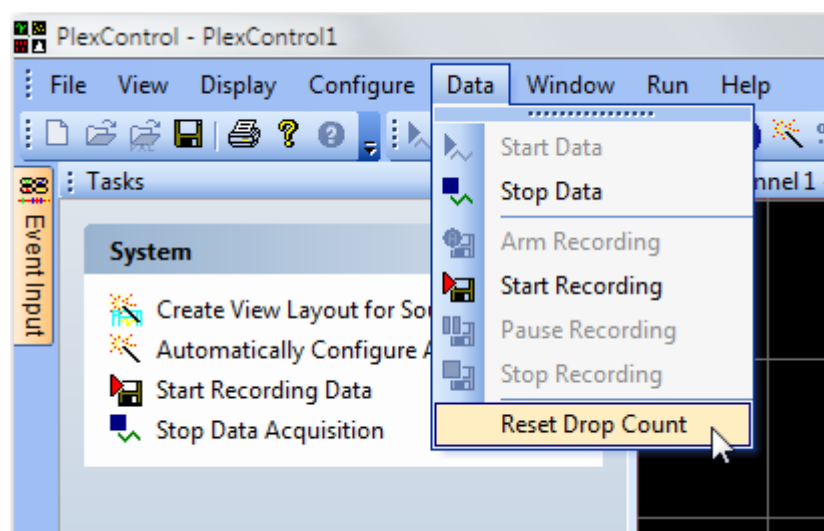 PlexControl - PlexControl1
File View Display Configure Data Window Run Help
Tasks
nnel 1
Event Input
System
Create View Layout for Sou
Automatically Configure A
Start Recording Data
Stop Data Acquisition
Start Data
Stop Data
Arm Recording
Start Recording
Pause Recording
Stop Recording
Reset Drop Count